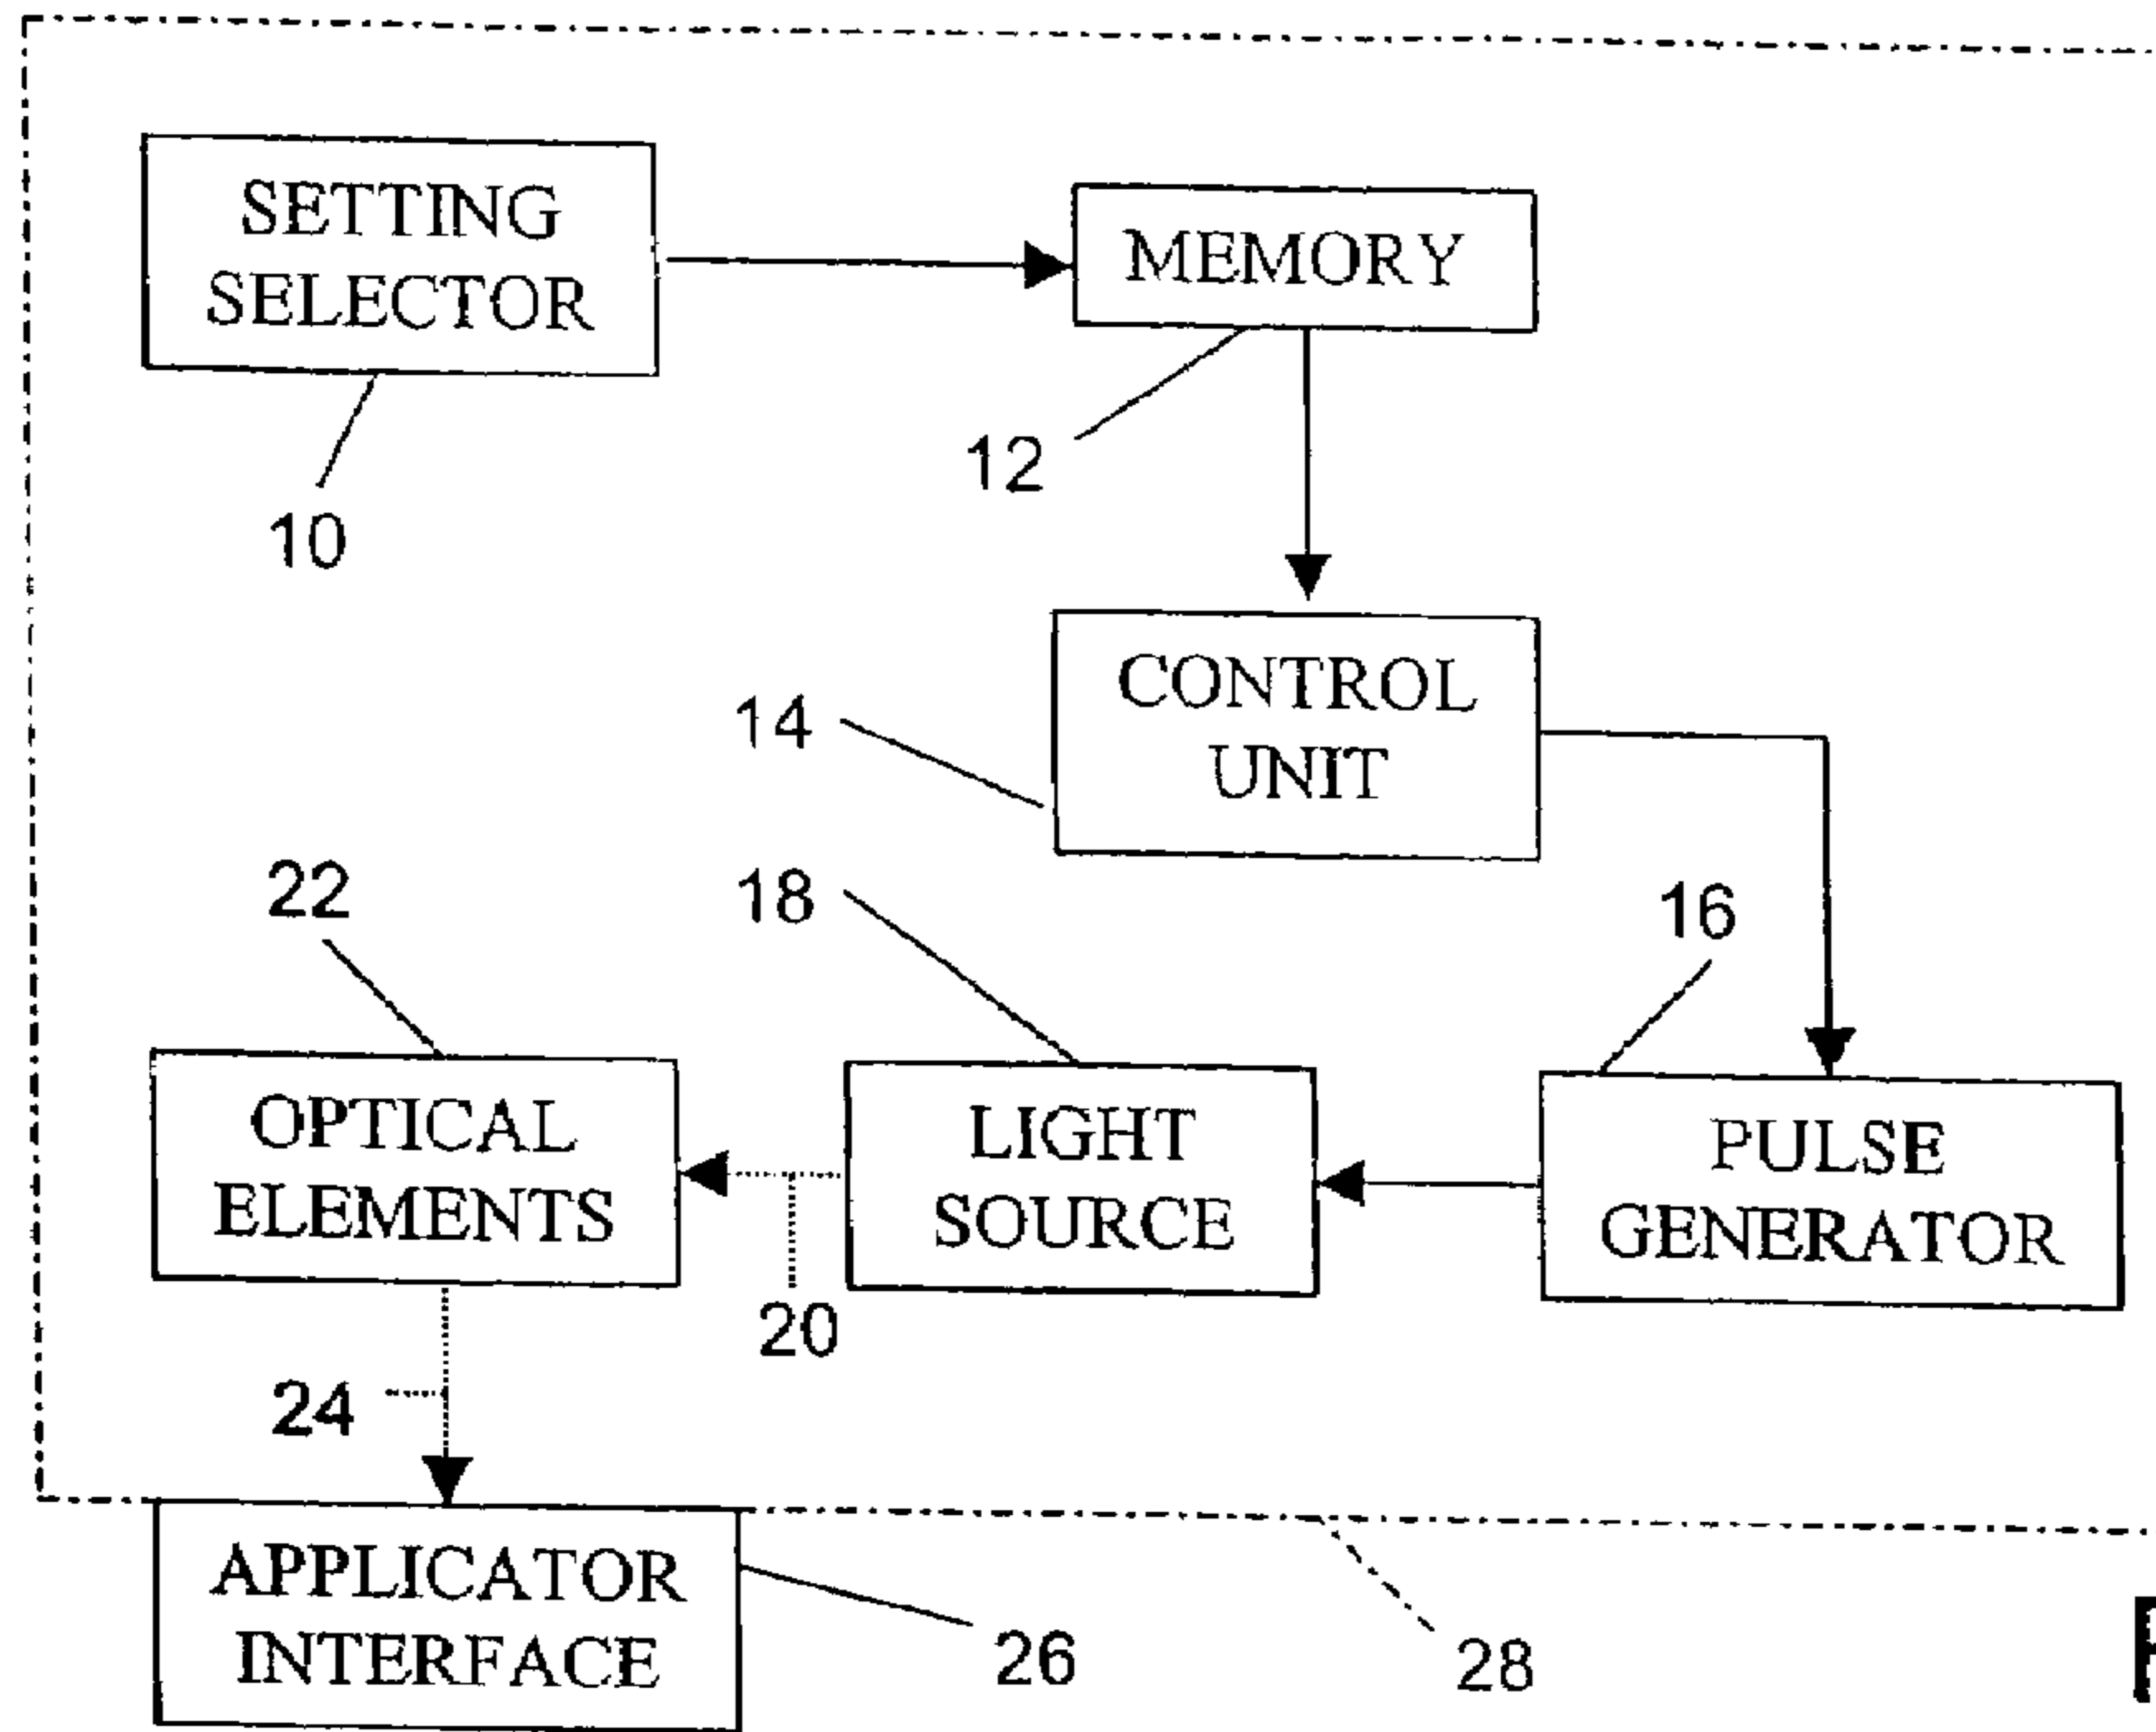 SETTING
SELECTOR
10
MEMORY
12
CONTROL
UNIT
14
16
18
22
OPTICAL
ELEMENTS
LIGHT
SOURCE
PULSE
GENERATOR
20
24
APPLICATOR
INTERFACE
26
28